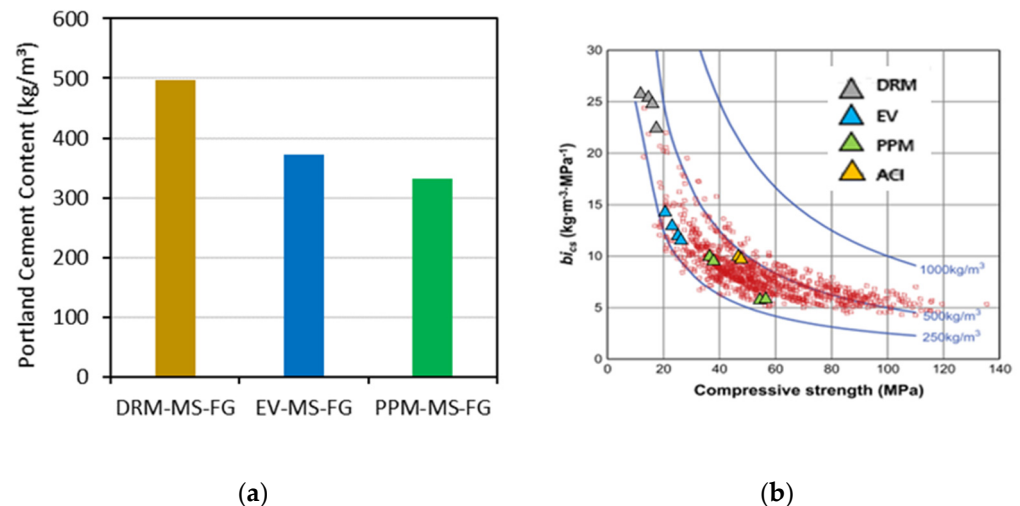 Portland Cement Content (kg/m³)
600
500
400
300
200
100
0
DRM-MS-FG
EV-MS-FG
PPM-MS-FG
(a)
bi_cs (kg·m⁻³·MPa⁻¹)
30
25
20
15
10
5
0
DRM
EV
PPM
ACI
1000kg/m³
500kg/m³
250kg/m³
0
20
40
60
80
100
120
140
Compressive strength (MPa)
(b)